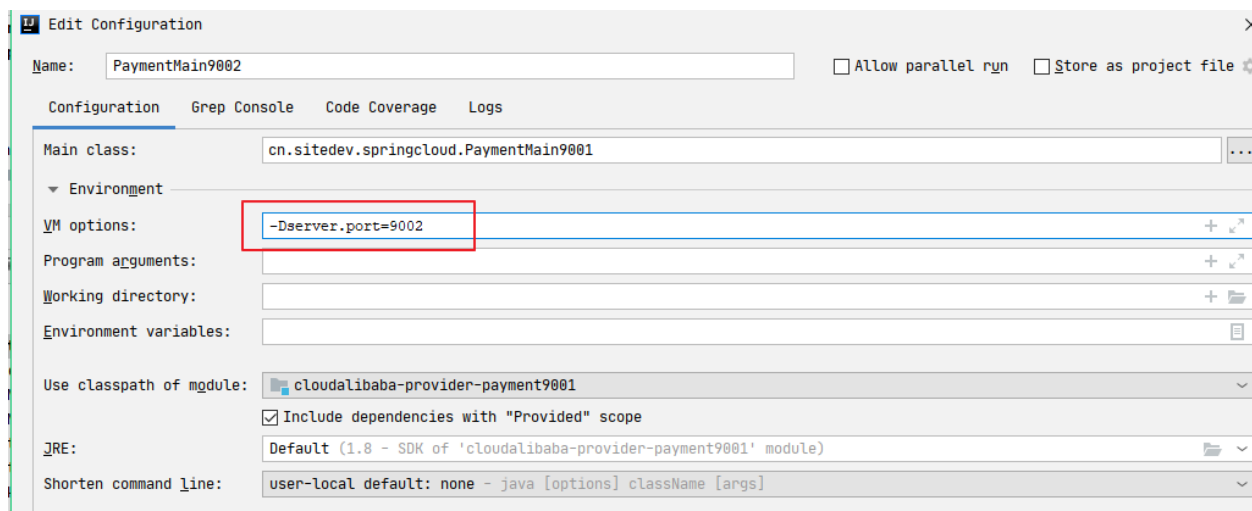 Edit Configuration
Name: PaymentMain9002 Allow parallel run Store as project file
Configuration Grep Console Code Coverage Logs
Main class: cn.sitedev.springcloud.PaymentMain9001 ...
Environment
VM options: -Dserver.port=9002
Program arguments:
Working directory:
Environment variables:
Use classpath of module: cloudalibaba-provider-payment9001
Include dependencies with "Provided" scope
JRE: Default (1.8 - SDK of 'cloudalibaba-provider-payment9001' module)
Shorten command line: user-local default: none - java [options] className [args]